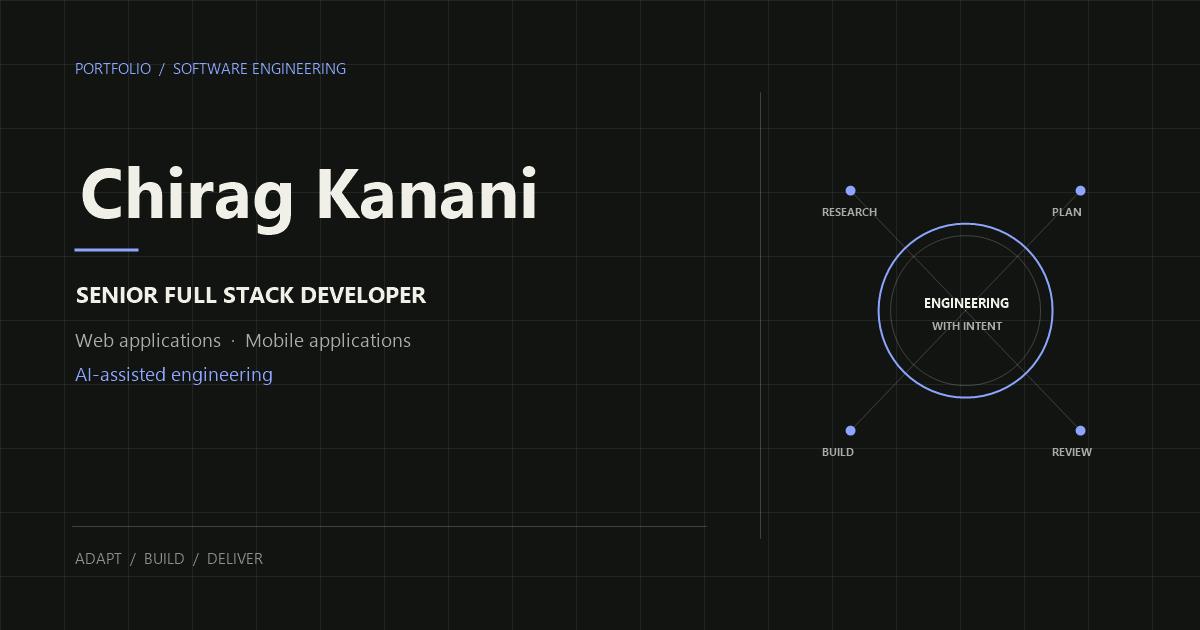 PORTFOLIO / SOFTWARE ENGINEERING
Chirag Kanani
SENIOR FULL STACK DEVELOPER
Web applications · Mobile applications
AI-assisted engineering
ADAPT / BUILD / DELIVER
RESEARCH
PLAN
ENGINEERING
WITH INTENT
BUILD
REVIEW